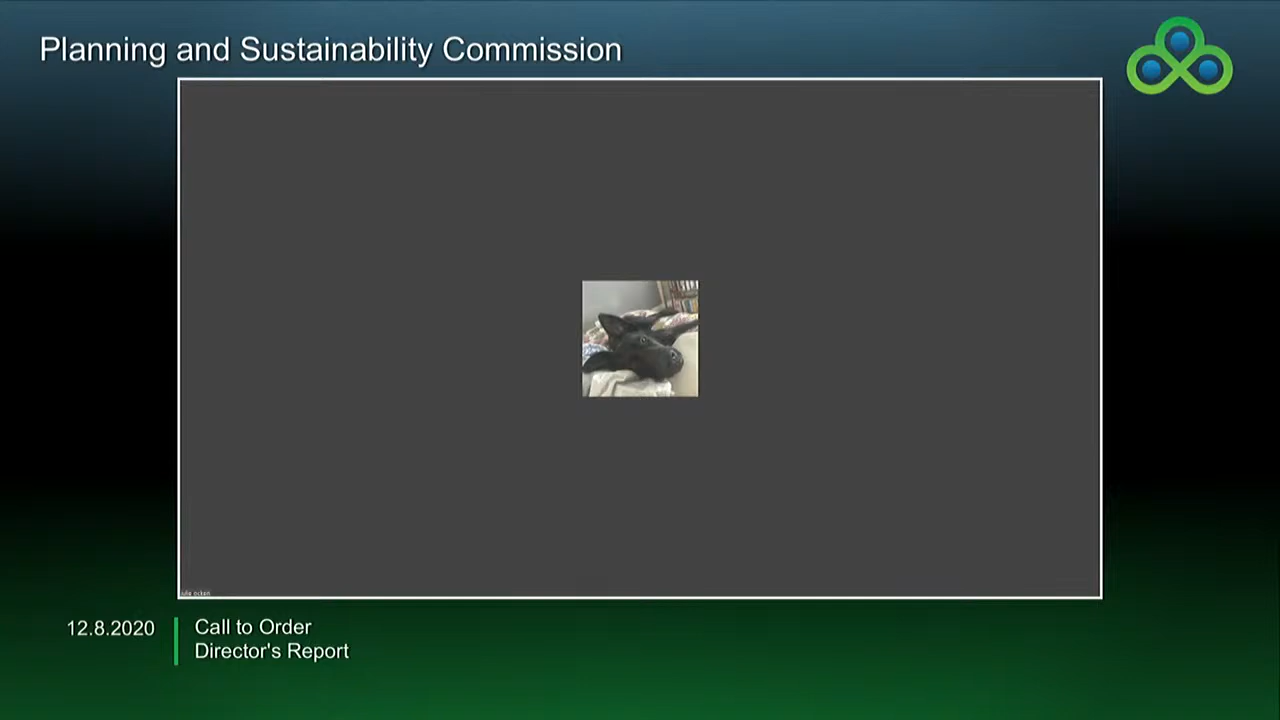 Planning and Sustainability Commission
12.8.2020
Call to Order
Director's Report